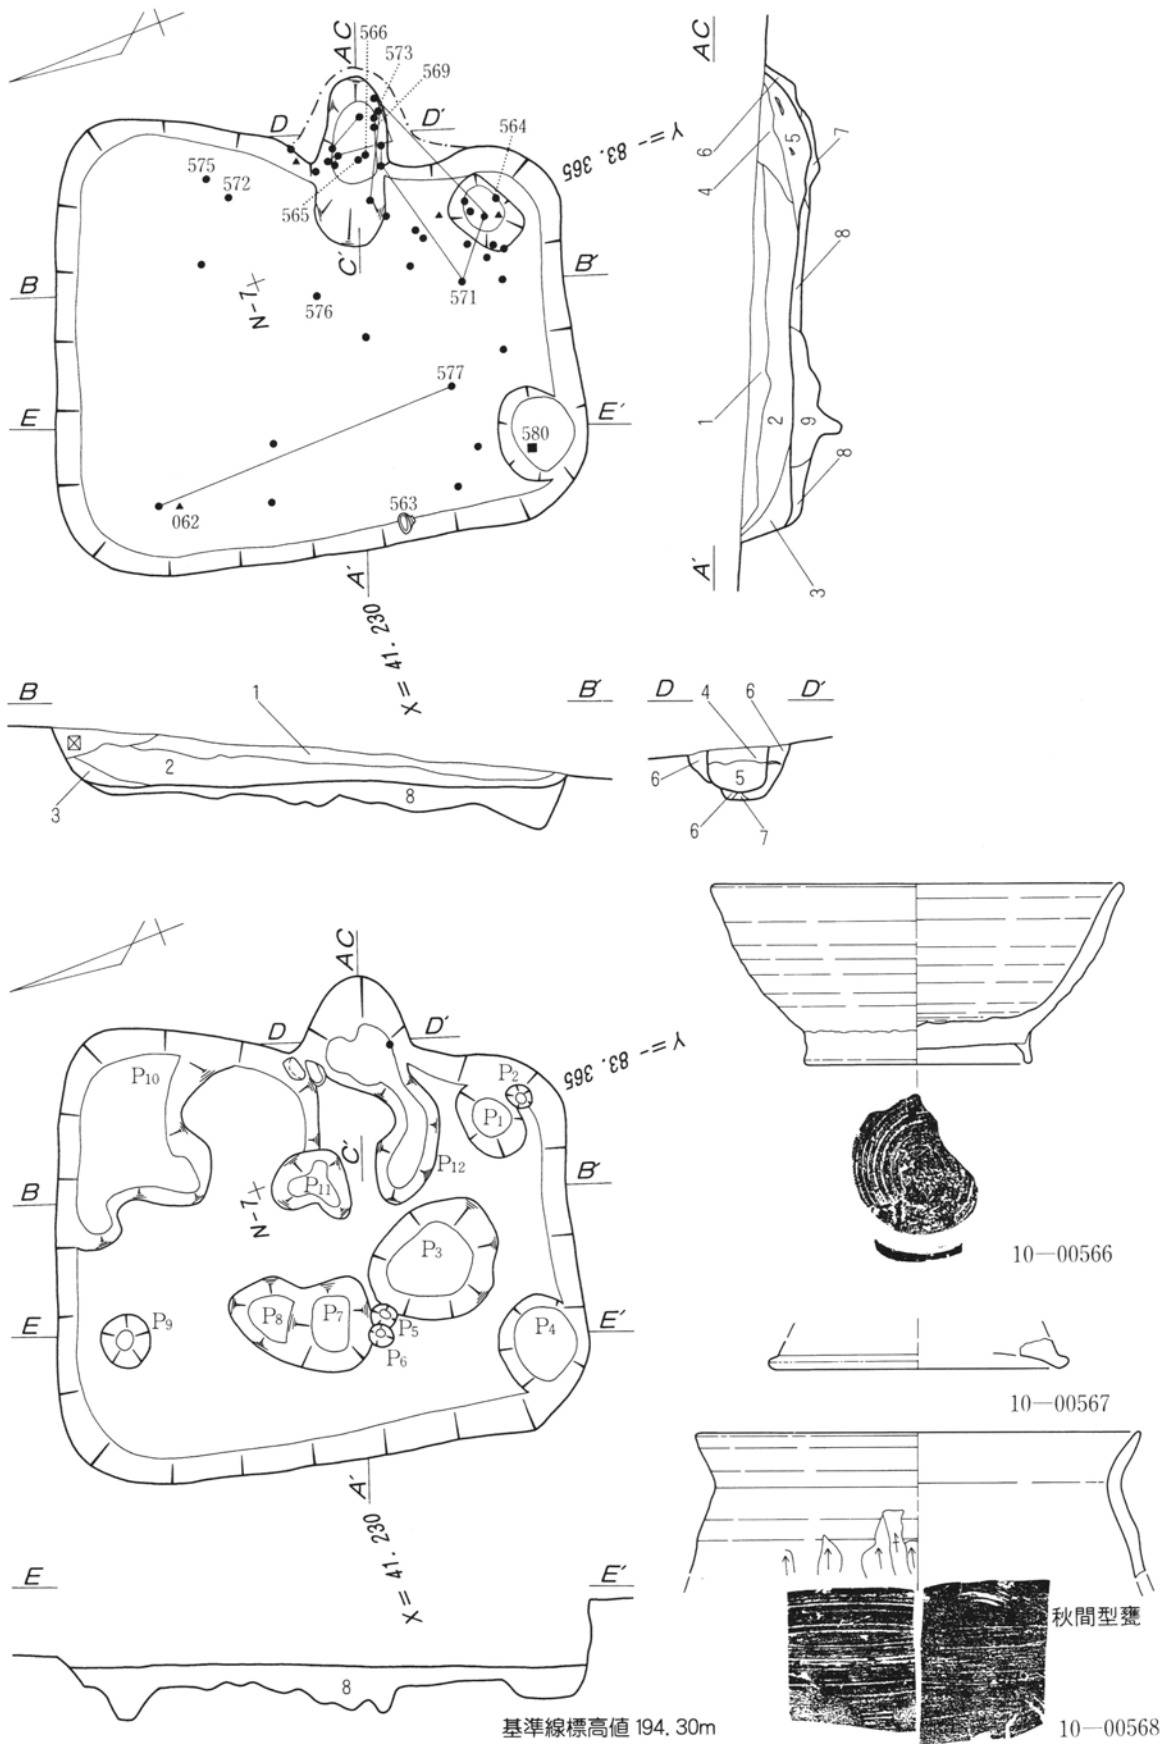 AC
566
573
569
D
D'
564
575
572
565
C'
Y=-83.365
B
B'
N-7
576
571
577
E
E'
580
062
563
A'
X=41.230
AC
6
4
5
7
8
1
2
9
8
A'
3
B
1
B'
2
3
8
D
4
6
D'
6
5
6
7
AC
D
D'
Y=-83.365
P10
P2
P1
C'
P12
B
B'
N-7
P11
P3
E
E'
P9
P8
P7
P5
P6
P4
A'
X=41.230
E
E'
8
基準線標高値 194.30m
10—00566
10—00567
秋間型甕
10—00568